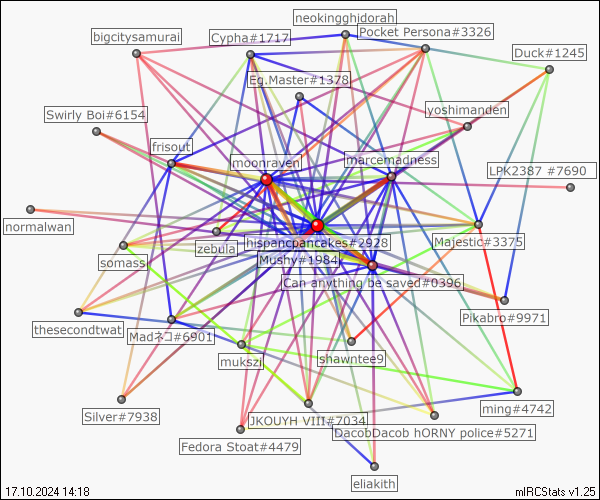 neokingghidorah
bigcitysamurai
Cypha#1717
Pocket Persona#3326
Duck#1245
Eg.Master#1378
Swirly Boi#6154
yoshimanden
frisout
moonraven
marcemadness
LPK2387 #7690
normalwan
zebula
hispancpancakes#2928
Majestic#3375
somass
Mushy#1984
Can anything be saved#0396
Pikabro#9971
thesecondtwat
Madネコ#6901
mukszi
shawntee9
Silver#7938
JKOUYH VIII#7034
ming#4742
Fedora Stoat#4479
DacobDacob hORNY police#5271
eliakith
17.10.2024 14:18
mIRCStats v1.25